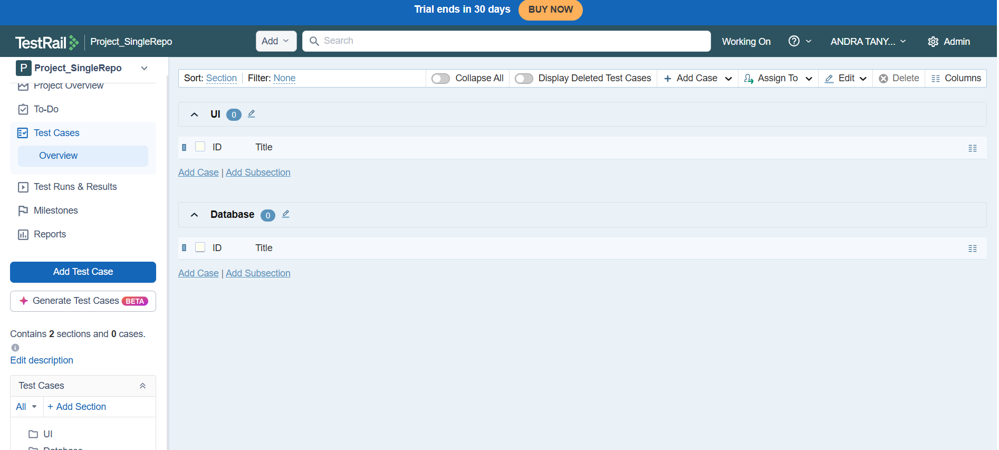 Trial ends in 30 days BUY NOW
TestRail Project_SingleRepo Add Search Working On ANDRA TANY... Admin
P Project_SingleRepo
Project Overview
To-Do
Test Cases
Overview
Test Runs & Results
Milestones
Reports
Add Test Case
Generate Test Cases BETA
Contains 2 sections and 0 cases.
Edit description
Test Cases
All + Add Section
UI
Database
Sort: Section Filter: None Collapse All Display Deleted Test Cases + Add Case Assign To Edit Delete Columns
UI 0
ID Title
Add Case | Add Subsection
Database 0
ID Title
Add Case | Add Subsection